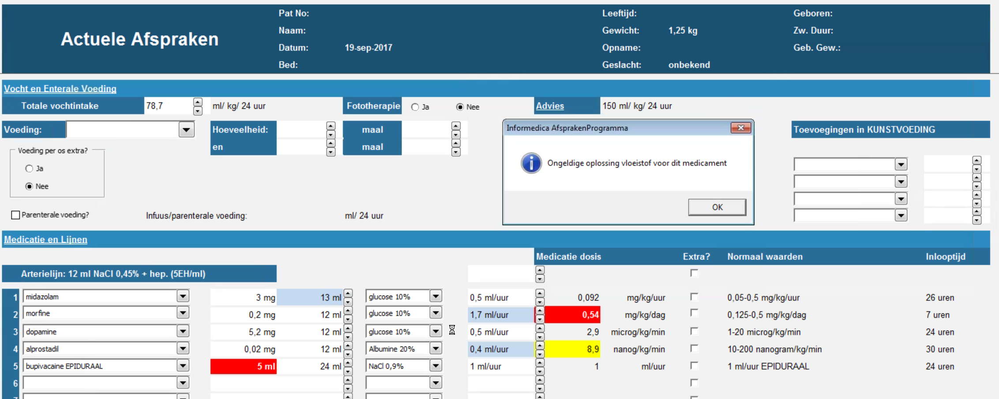 Actuele Afspraken
Pat No:
Naam:
Datum: 19-sep-2017
Bed:
Leeftijd:
Gewicht: 1,25 kg
Opname:
Geslacht: onbekend
Geboren:
Zw. Duur:
Geb. Gew.:
Vocht en Enterale Voeding
Totale vochtintake 78,7 ml/ kg/ 24 uur Fototherapie Ja Nee Advies 150 ml/ kg/ 24 uur
Voeding: Hoeveelheid: maal
en maal
Voeding per os extra?
Ja
Nee
Informedica AfsprakenProgramma
Ongeldige oplossing vloeistof voor dit medicament
OK
Toevoegingen in KUNSTVOEDING
Parenterale voeding? Infuus/parenterale voeding: ml/ 24 uur
Medicatie en Lijnen
Medicatie dosis Extra? Normaal waarden Inlooptijd
Arterielijn: 12 ml NaCl 0,45% + hep. (5EH/ml)
1 midazolam 3 mg 13 ml glucose 10% 0,5 ml/uur 0,092 mg/kg/uur 0,05-0,5 mg/kg/uur 26 uren
2 morfine 0,2 mg 12 ml glucose 10% 1,7 ml/uur 0,54 mg/kg/dag 0,125-0,5 mg/kg/dag 7 uren
3 dopamine 5,2 mg 12 ml glucose 10% 0,5 ml/uur 2,9 microg/kg/min 1-20 microg/kg/min 24 uren
4 alprostadil 0,02 mg 12 ml Albumine 20% 0,4 ml/uur 8,9 nanog/kg/min 10-200 nanogram/kg/min 30 uren
5 bupivacaine EPIDURAAL 5 ml 24 ml NaCl 0,9% 1 ml/uur 1 ml/uur 1 ml/uur EPIDURAAL 24 uren
6